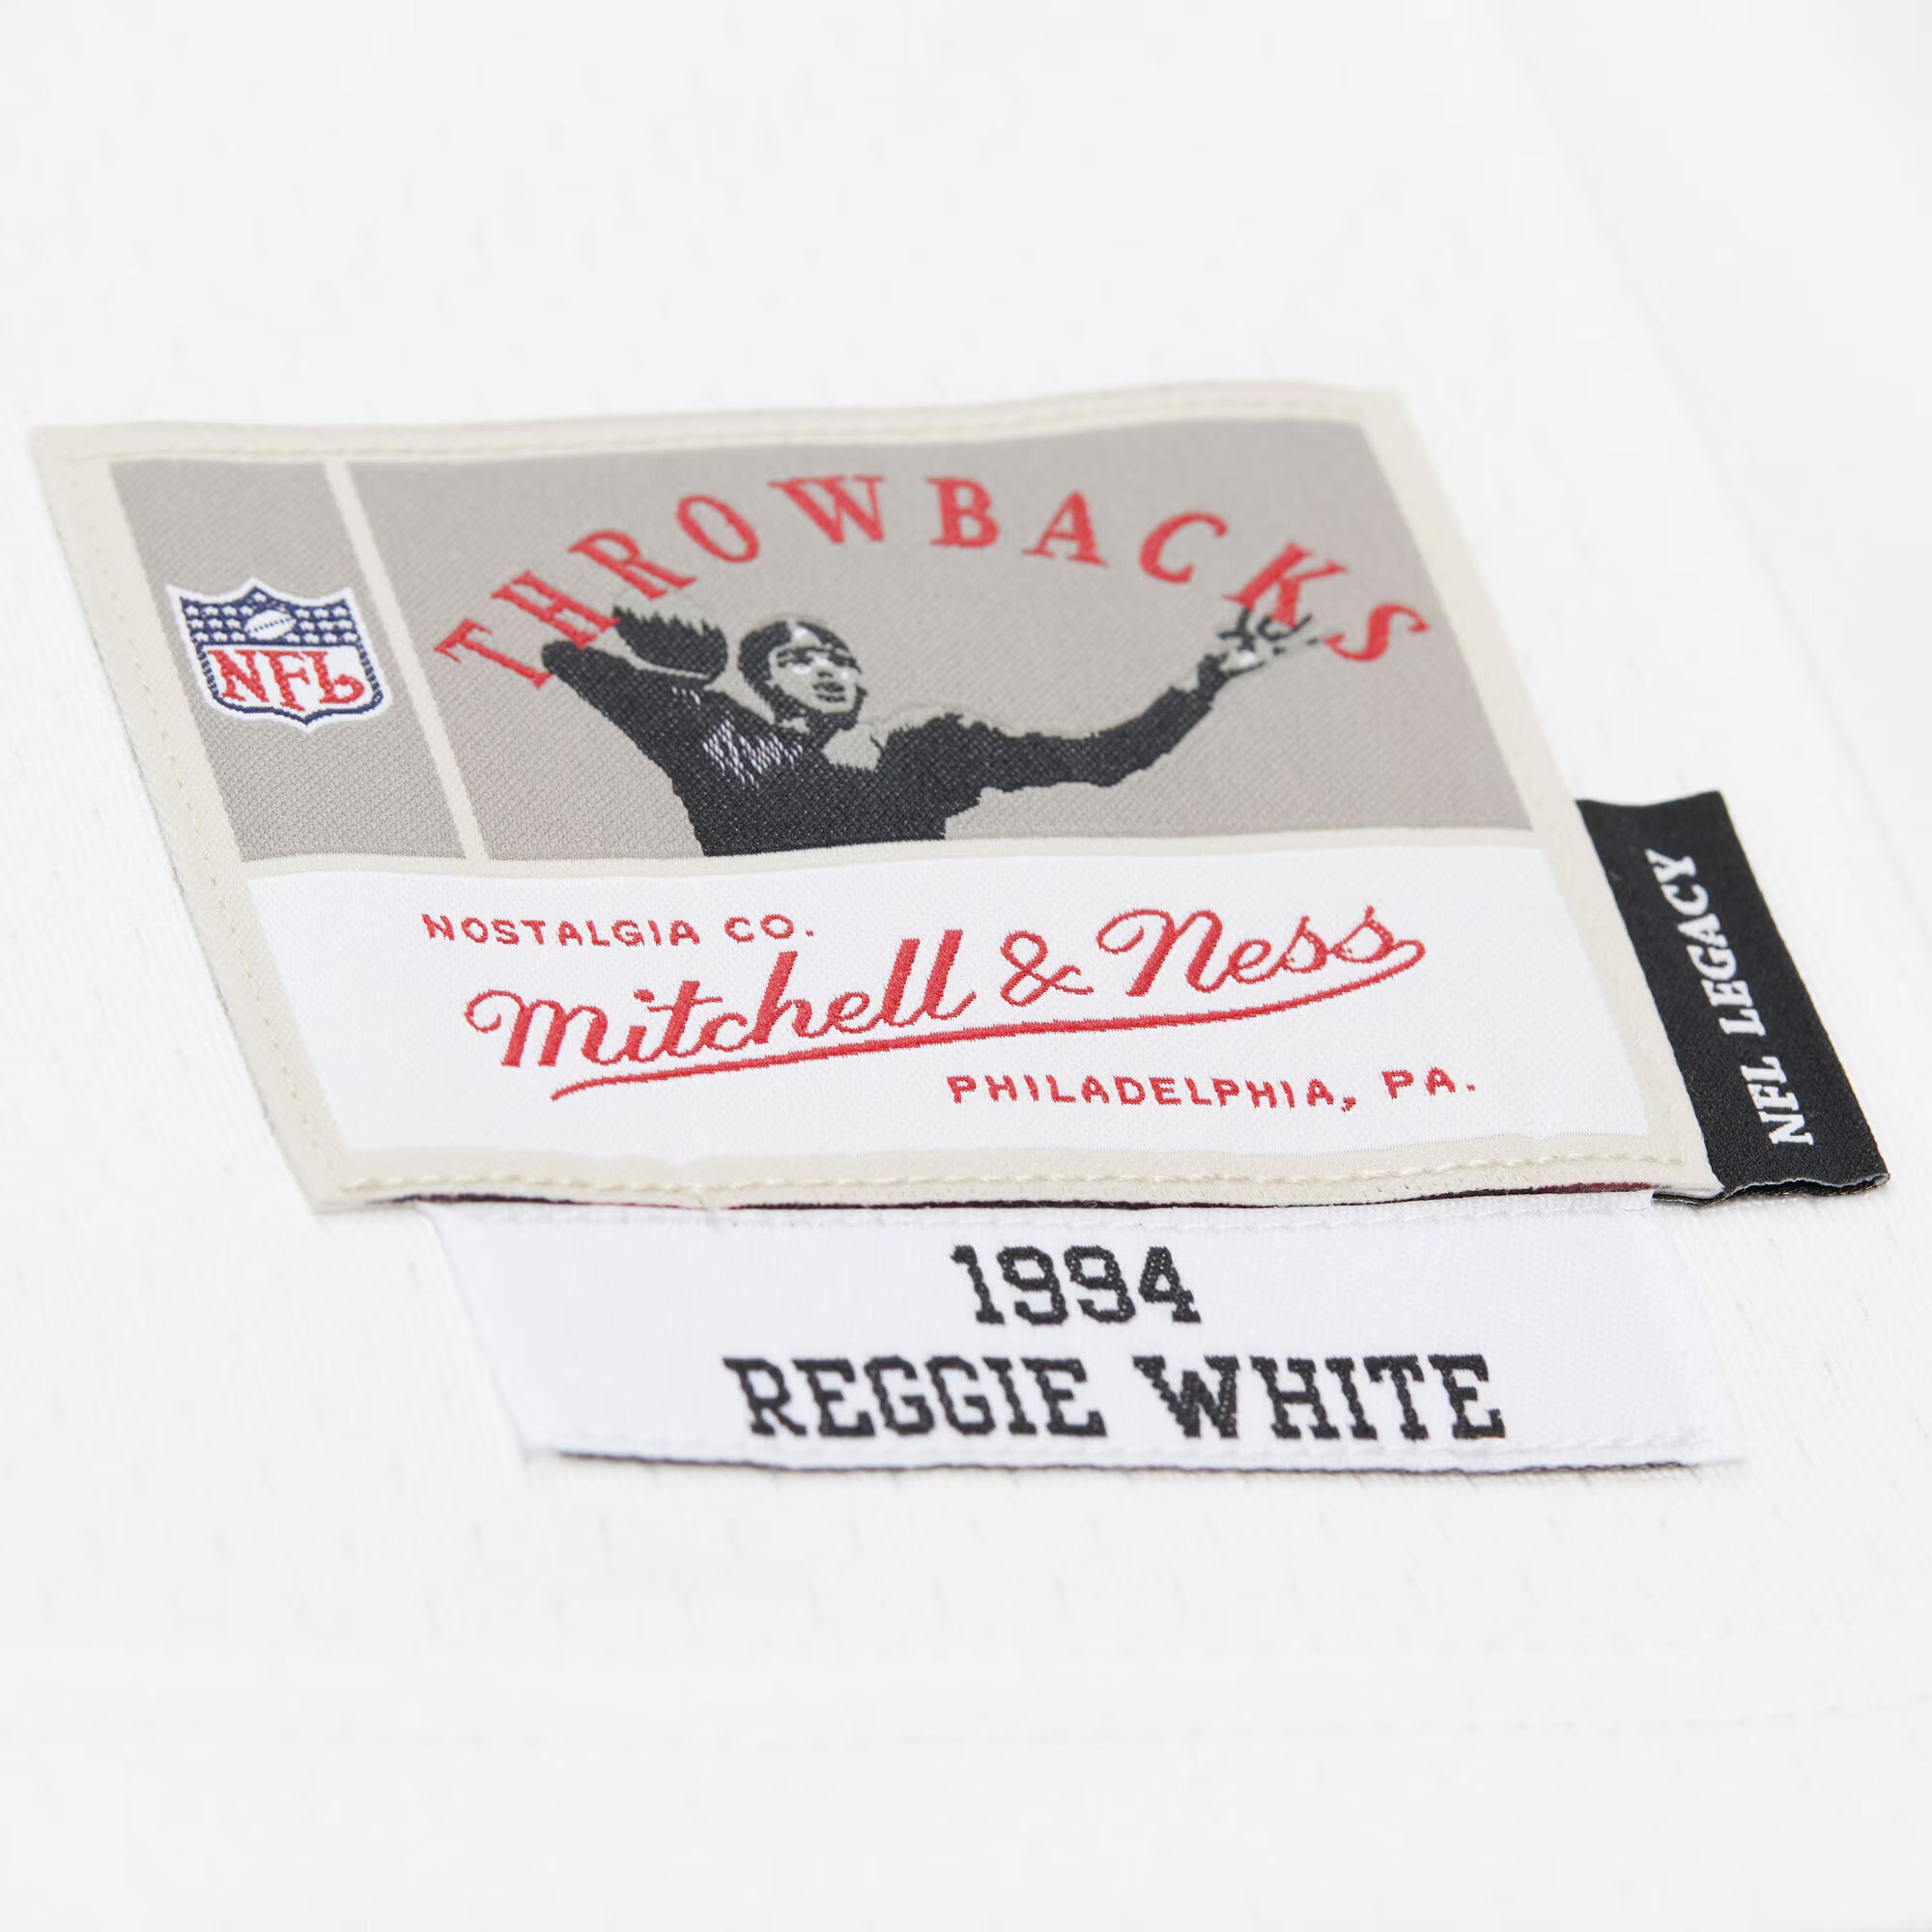 THROWBACKS
NFL
NOSTALGIA CO.
Mitchell & Ness
PHILADELPHIA, PA.
NFL LEGACY
1994
REGGIE WHITE